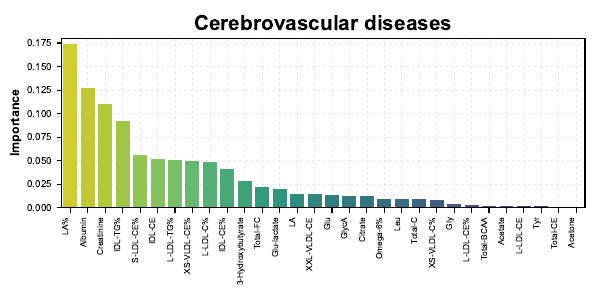 Cerebrovascular diseases
Importance
0.175
0.150
0.125
0.100
0.075
0.050
0.025
0.000
LA%
Albumin
Creatinine
IDL-TG%
S-LDL-CE%
IDL-CE
L-LDL-TG%
XS-VLDL-CE%
L-LDL-C%
IDL-CE%
3-Hydroxybutyrate
Total-FC
Glu-lactate
LA
XXL-VLDL-CE
Glu
GlycA
Citrate
Omega-6%
Leu
Total-C
XS-VLDL-C%
Gly
L-LDL-CE%
Total-BCAA
Acetate
L-LDL-CE
Tyr
Total-CE
Acetone